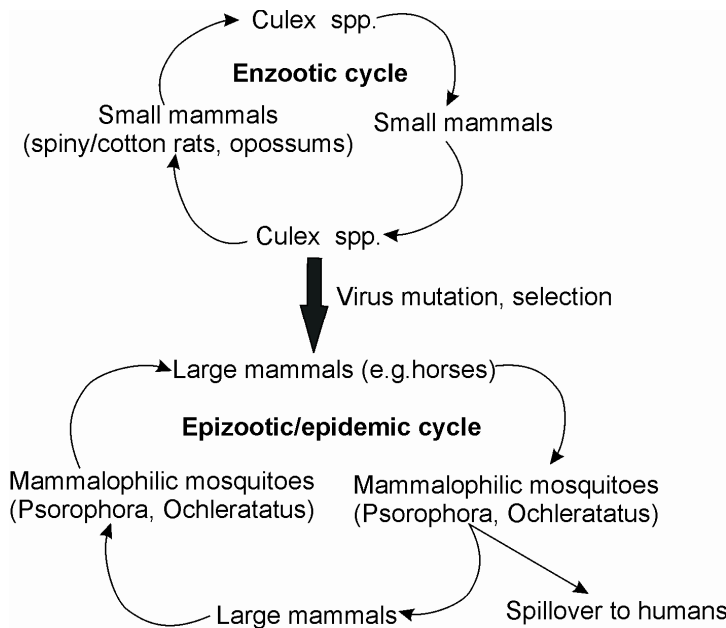 Culex spp.
Enzootic cycle
Small mammals
(spiny/cotton rats, opossums)
Small mammals
Culex spp.
Virus mutation, selection
Large mammals (e.g.horses)
Epizootic/epidemic cycle
Mammalophilic mosquitoes
(Psorophora, Ochleratatus)
Mammalophilic mosquitoes
(Psorophora, Ochleratatus)
Large mammals
Spillover to humans